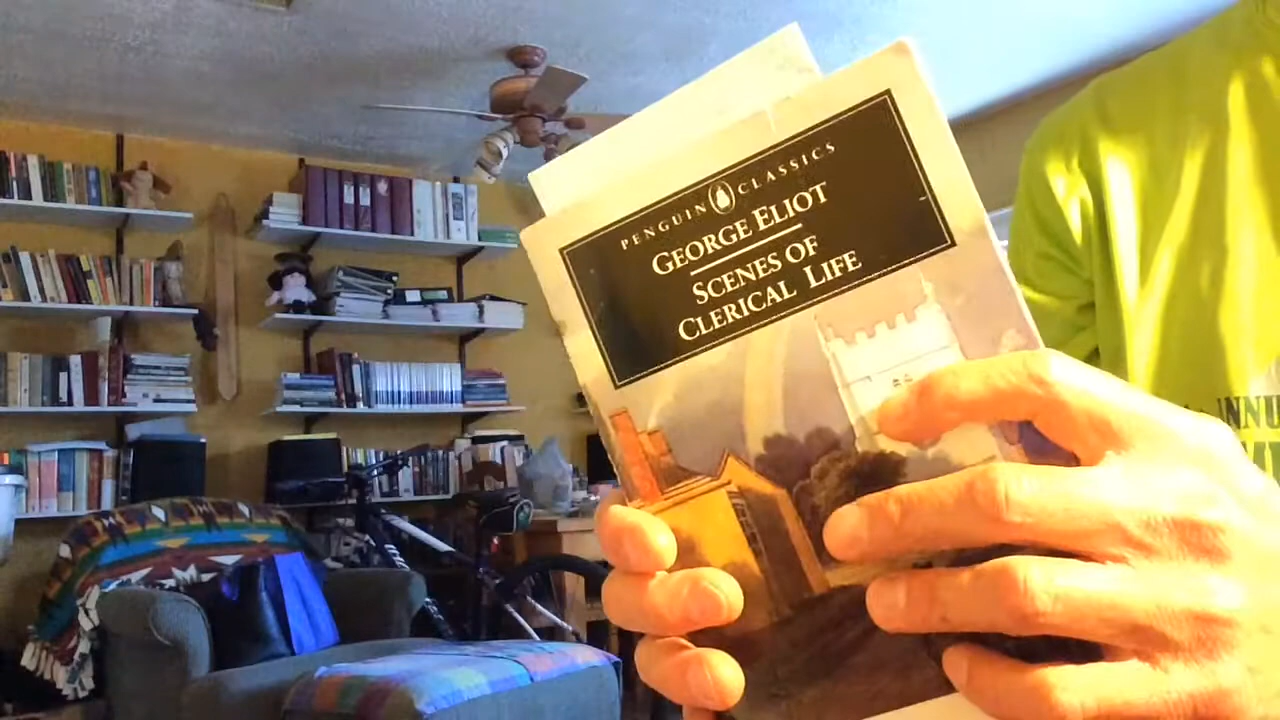 PENGUIN CLASSICS
GEORGE ELIOT
SCENES OF
CLERICAL LIFE